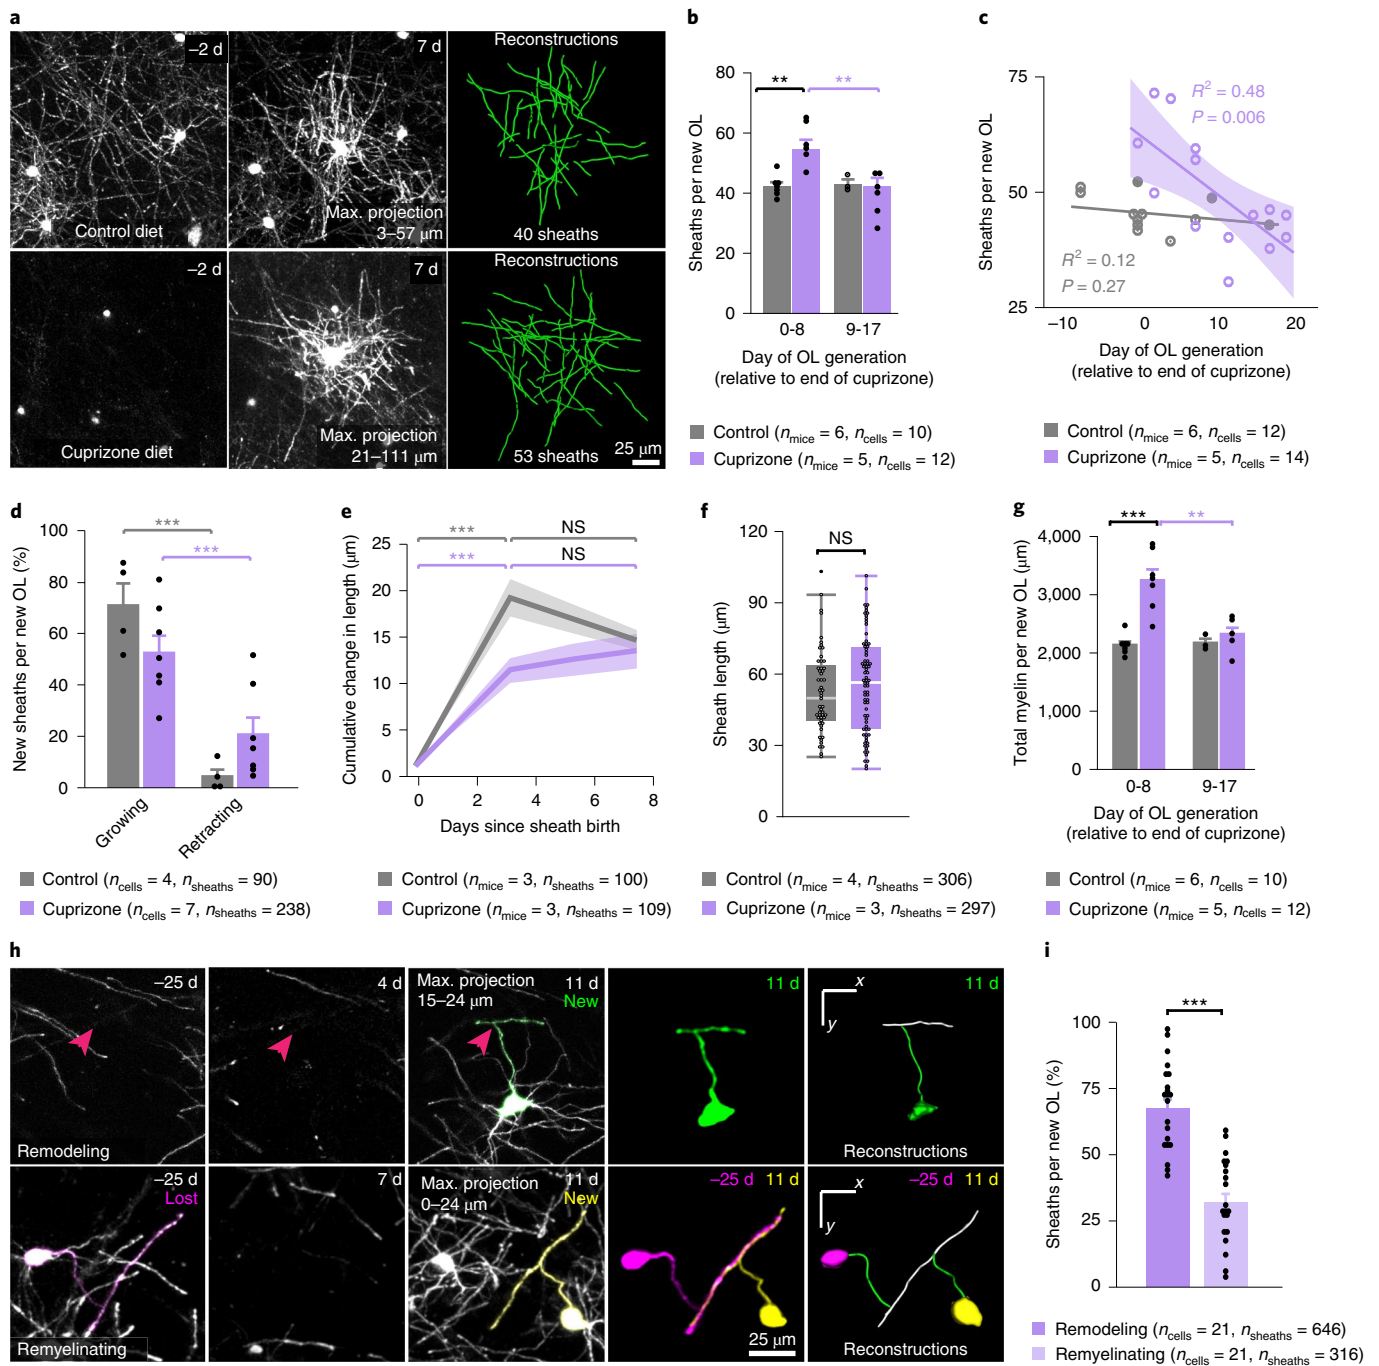 a
−2 d
Control diet
7 d
Max. projection
3–57 μm
Reconstructions
40 sheaths
−2 d
Cuprizone diet
7 d
Max. projection
21–111 μm
Reconstructions
25 μm
53 sheaths
b
Sheaths per new OL
80
60
40
20
0
**
**
0-8
9-17
Day of OL generation
(relative to end of cuprizone)
Control (nmice = 6, ncells = 10)
Cuprizone (nmice = 5, ncells = 12)
c
Sheaths per new OL
75
50
25
R² = 0.48
P = 0.006
R² = 0.12
P = 0.27
−10
0
10
20
Day of OL generation
(relative to end of cuprizone)
Control (nmice = 6, ncells = 12)
Cuprizone (nmice = 5, ncells = 14)
d
New sheaths per new OL (%)
100
80
60
40
20
0
***
***
Growing
Retracting
Control (ncells = 4, nsheaths = 90)
Cuprizone (ncells = 7, nsheaths = 238)
e
Cumulative change in length (μm)
25
20
15
10
5
0
***
NS
***
NS
0
2
4
6
8
Days since sheath birth
Control (nmice = 3, nsheaths = 100)
Cuprizone (nmice = 3, nsheaths = 109)
f
Sheath length (μm)
120
90
60
30
0
NS
Control (nmice = 4, nsheaths = 306)
Cuprizone (nmice = 3, nsheaths = 297)
g
Total myelin per new OL (μm)
4,000
3,000
2,000
1,000
0
***
**
0-8
9-17
Day of OL generation
(relative to end of cuprizone)
Control (nmice = 6, ncells = 10)
Cuprizone (nmice = 5, ncells = 12)
h
−25 d
Remodeling
4 d
Max. projection
15–24 μm
11 d
New
11 d
x
y
11 d
Reconstructions
−25 d
Lost
Remyelinating
7 d
Max. projection
0–24 μm
11 d
New
−25 d 11 d
25 μm
x
y
−25 d 11 d
Reconstructions
i
Sheaths per new OL (%)
100
75
50
25
0
***
Remodeling (ncells = 21, nsheaths = 646)
Remyelinating (ncells = 21, nsheaths = 316)